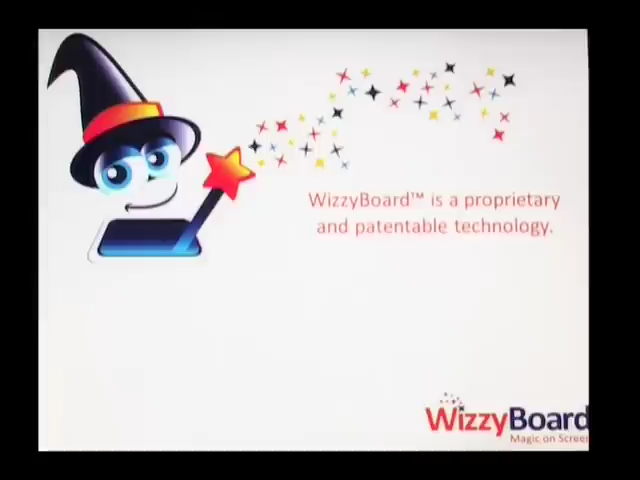 WizzyBoard™ is a proprietary
and patentable technology.
WizzyBoard
Magic on Screen